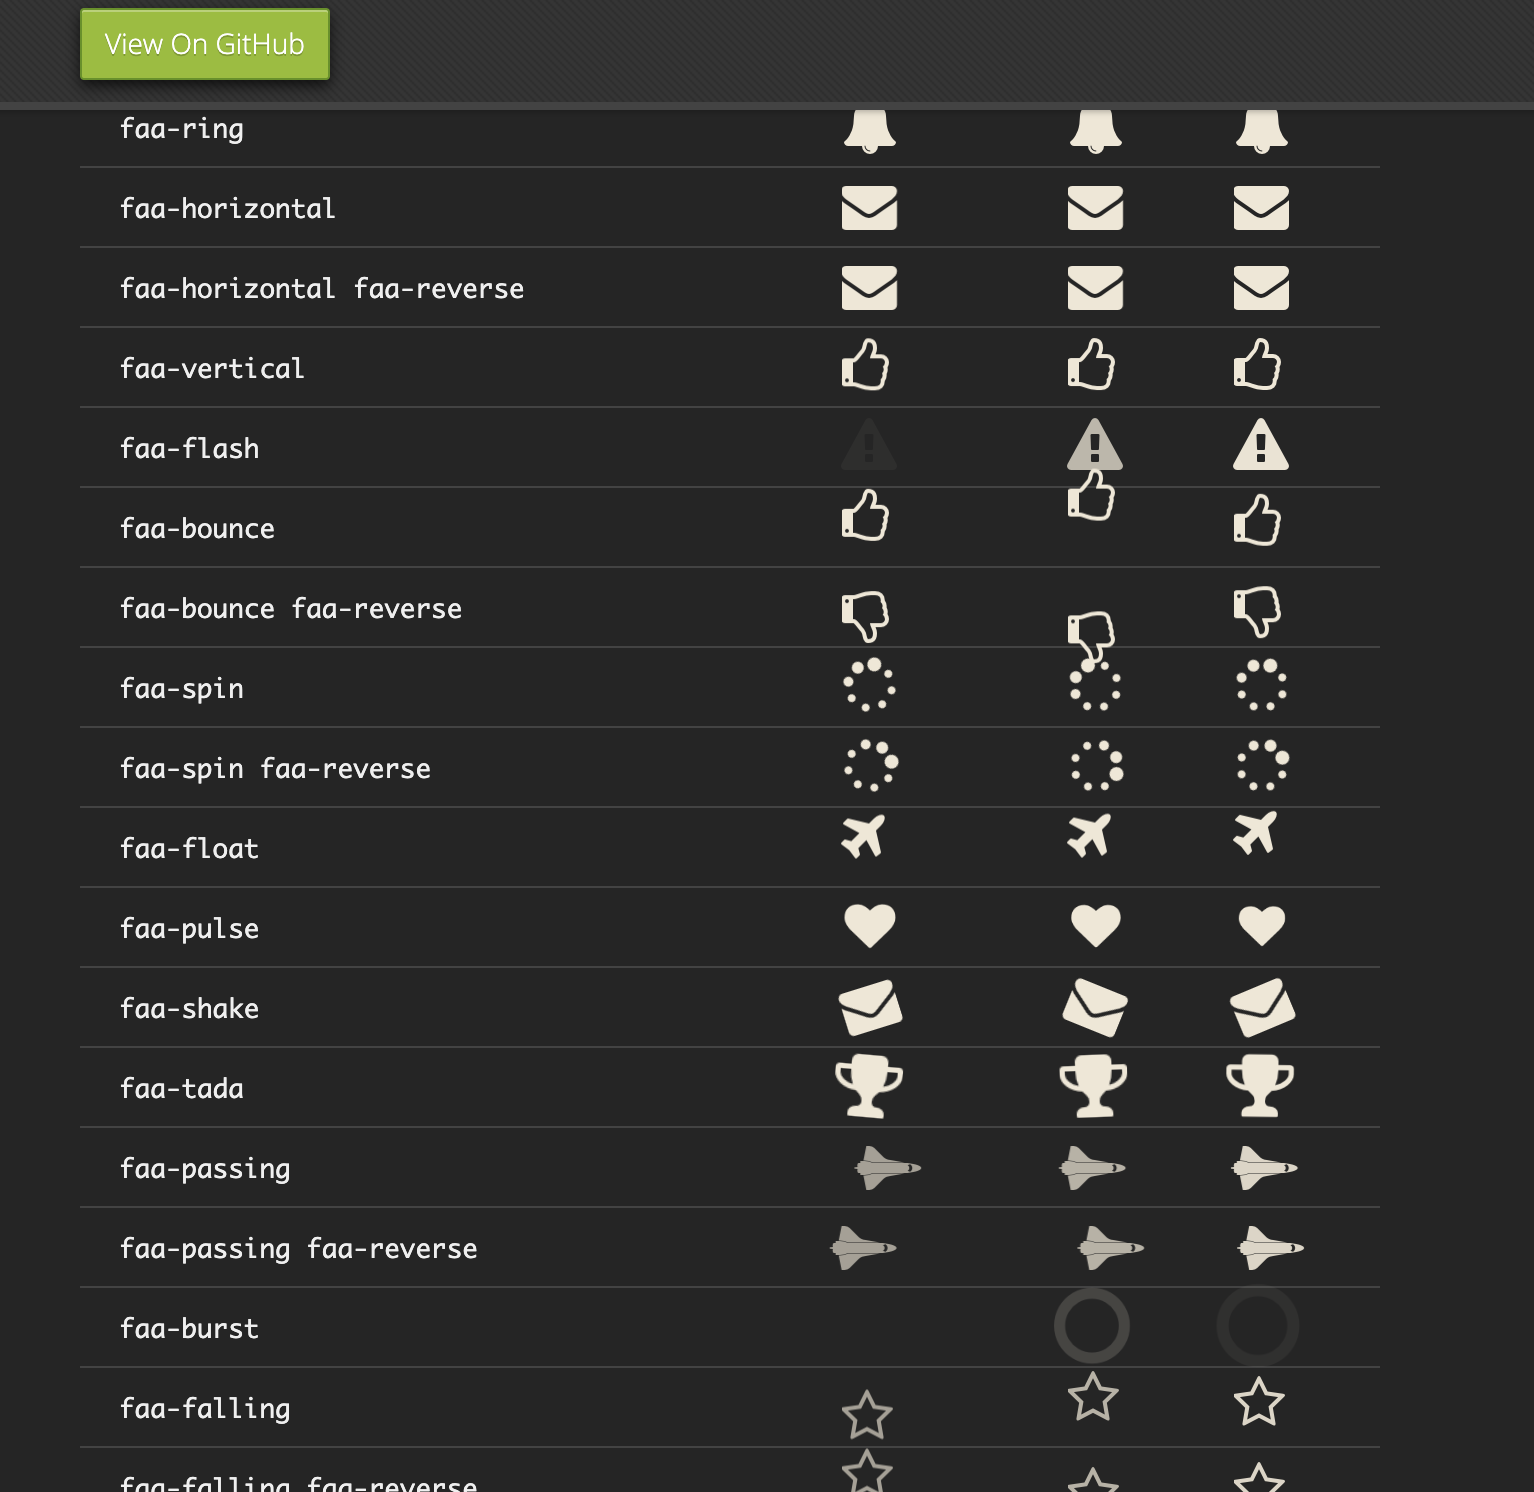 View On GitHub
faa-ring
faa-horizontal
faa-horizontal faa-reverse
faa-vertical
faa-flash
faa-bounce
faa-bounce faa-reverse
faa-spin
faa-spin faa-reverse
faa-float
faa-pulse
faa-shake
faa-tada
faa-passing
faa-passing faa-reverse
faa-burst
faa-falling
faa-falling faa-reverse